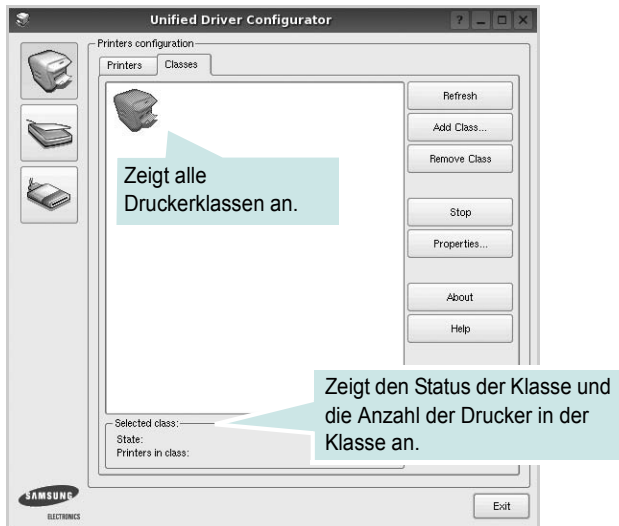 Unified Driver Configurator
Printers configuration
Printers Classes
Refresh
Add Class...
Remove Class
Zeigt alle
Druckerklassen an.
Stop
Properties...
About
Help
Zeigt den Status der Klasse und
die Anzahl der Drucker in der
Klasse an.
Selected class:
State:
Printers in class:
SAMSUNG
ELECTRONICS
Exit